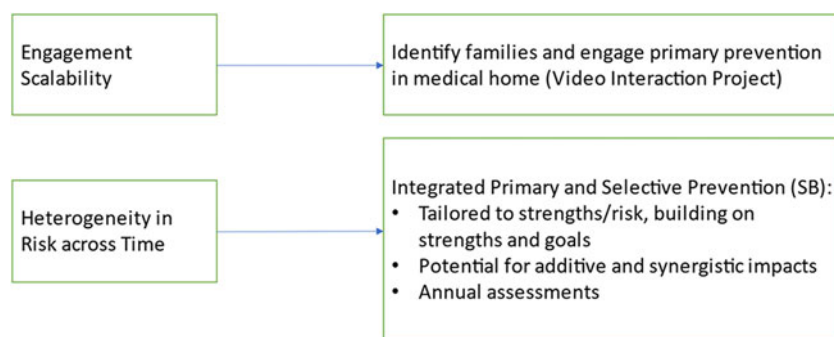 Engagement
Scalability
Identify families and engage primary prevention
in medical home (Video Interaction Project)
Heterogeneity in
Risk across Time
Integrated Primary and Selective Prevention (SB):
• Tailored to strengths/risk, building on
strengths and goals
• Potential for additive and synergistic impacts
• Annual assessments